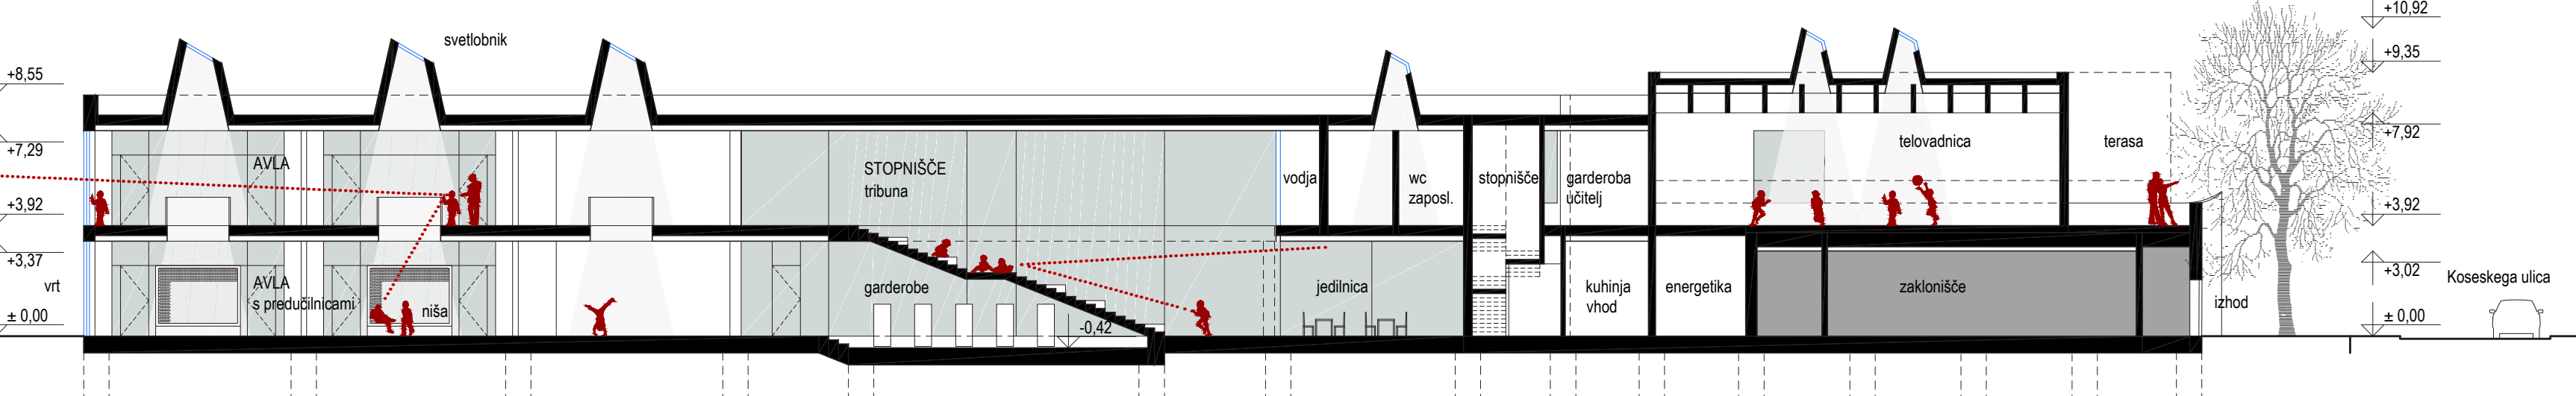 svetlobnik
+8,55
+7,29
+3,92
+3,37
vrt
± 0,00
AVLA
AVLA
s predučilnicami
niša
STOPNIŠČE
tribuna
garderobe
-0,42
vodja
wc
zaposl.
stopnišče
garderoba
učitelj
jedilnica
kuhinja
vhod
energetika
telovadnica
terasa
zaklonišče
izhod
+10,92
+9,35
+7,92
+3,92
+3,02
± 0,00
Koseskega ulica